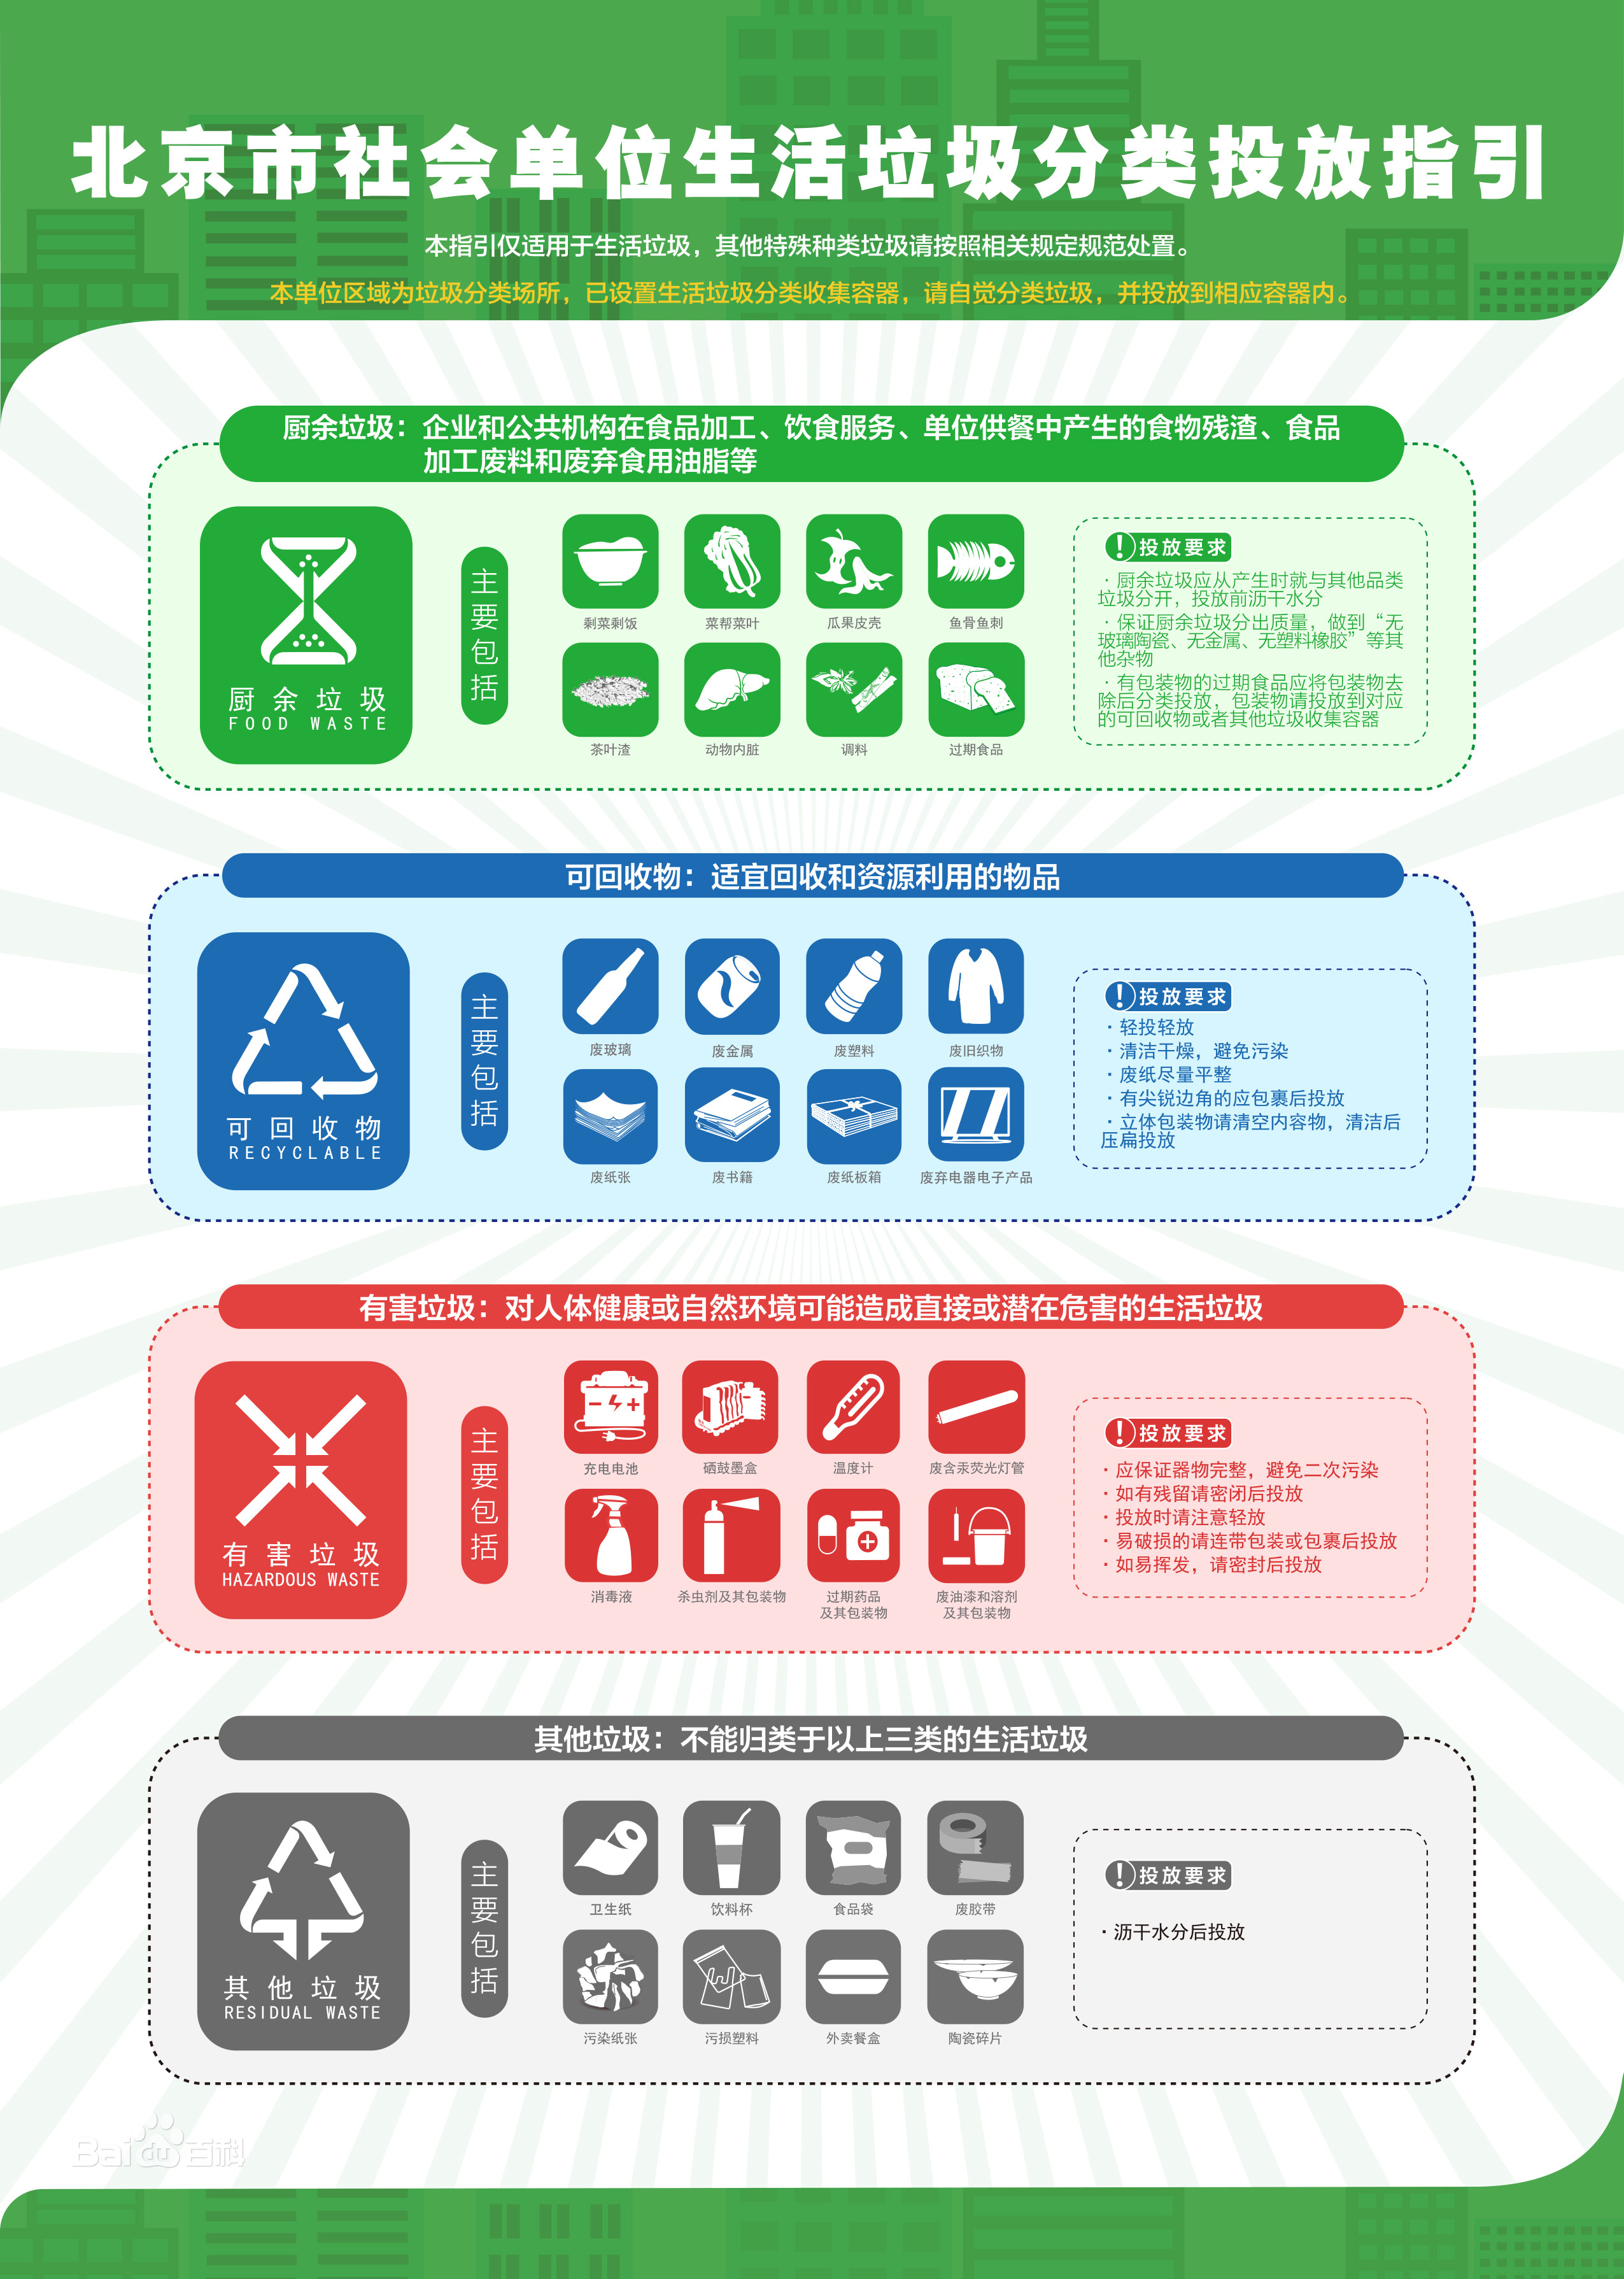 北京市社会单位生活垃圾分类投放指引
本指引仅适用于生活垃圾，其他特殊种类垃圾请按照相关规定规范处置。
本单位区域为垃圾分类场所，已设置生活垃圾分类收集容器，请自觉分类垃圾，并投放到相应容器内。
厨余垃圾：企业和公共机构在食品加工、饮食服务、单位供餐中产生的食物残渣、食品
加工废料和废弃食用油脂等
厨余垃圾
FOOD WASTE
主要包括
剩菜剩饭
菜帮菜叶
瓜果皮壳
鱼骨鱼刺
茶叶渣
动物内脏
调料
过期食品
! 投放要求
·厨余垃圾应从产生时就与其他品类
垃圾分开，投放前沥干水分
·保证厨余垃圾分出质量，做到“无
玻璃陶瓷、无金属、无塑料橡胶”等其
他杂物
·有包装物的过期食品应将包装物去
除后分类投放，包装物请投放到对应
的可回收物或者其他垃圾收集容器
可回收物：适宜回收和资源利用的物品
可回收物
RECYCLABLE
主要包括
废玻璃
废金属
废塑料
废旧织物
废纸张
废书籍
废纸板箱
废弃电器电子产品
! 投放要求
·轻投轻放
·清洁干燥，避免污染
·废纸尽量平整
·有尖锐边角的应包裹后投放
·立体包装物请清空内容物，清洁后
压扁投放
有害垃圾：对人体健康或自然环境可能造成直接或潜在危害的生活垃圾
有害垃圾
HAZARDOUS WASTE
主要包括
充电电池
硒鼓墨盒
温度计
废含汞荧光灯管
消毒液
杀虫剂及其包装物
过期药品
及其包装物
废油漆和溶剂
及其包装物
! 投放要求
·应保证器物完整，避免二次污染
·如有残留请密闭后投放
·投放时请注意轻放
·易破损的请连带包装或包裹后投放
·如易挥发，请密封后投放
其他垃圾：不能归类于以上三类的生活垃圾
其他垃圾
RESIDUAL WASTE
主要包括
卫生纸
饮料杯
食品袋
废胶带
污染纸张
污损塑料
外卖餐盒
陶瓷碎片
! 投放要求
·沥干水分后投放
Bai du 百科